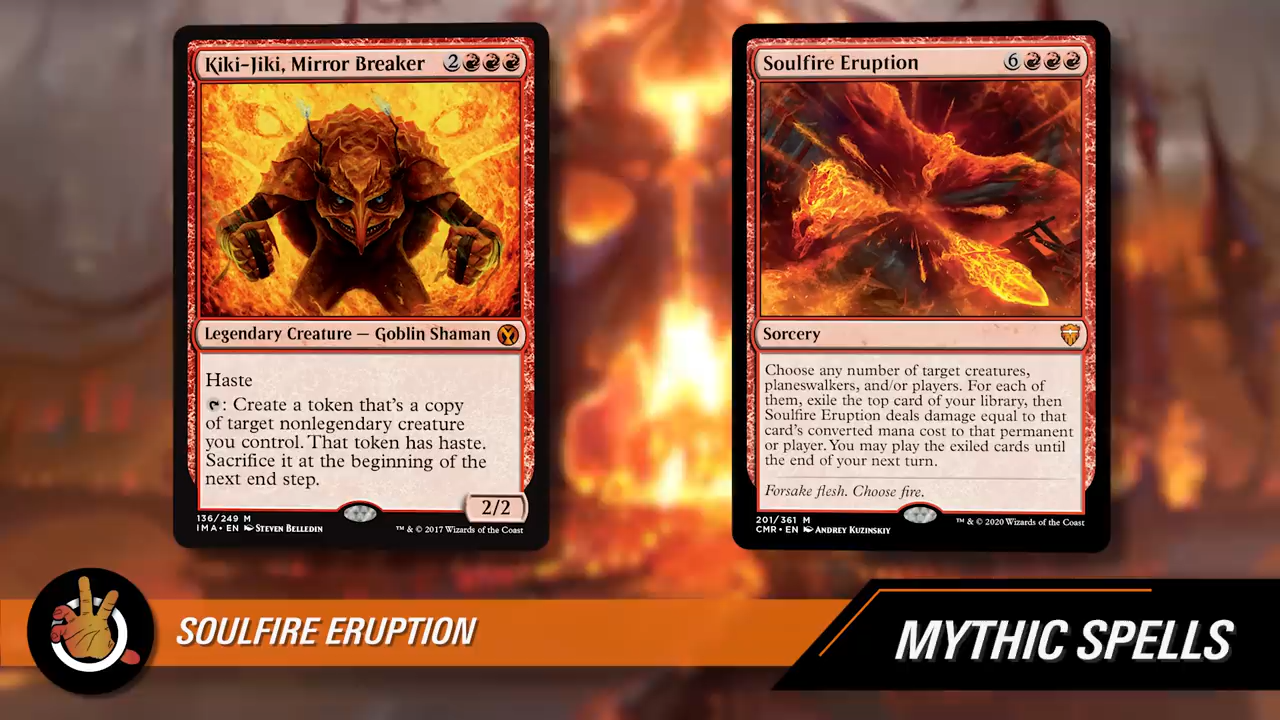 Kiki-Jiki, Mirror Breaker 2
Legendary Creature — Goblin Shaman
Haste
: Create a token that's a copy
of target nonlegendary creature
you control. That token has haste.
Sacrifice it at the beginning of the
next end step.
2/2
136/249 M
IMA • EN Steven Belledin
™ & © 2017 Wizards of the Coast
Soulfire Eruption 6
Sorcery
Choose any number of target creatures,
planeswalkers, and/or players. For each of
them, exile the top card of your library, then
Soulfire Eruption deals damage equal to that
card's converted mana cost to that permanent
or player. You may play the exiled cards until
the end of your next turn.
Forsake flesh. Choose fire.
201/361 M
CMR • EN Andrey Kuzinskiy
™ & © 2020 Wizards of the Coast
SOULFIRE ERUPTION
MYTHIC SPELLS